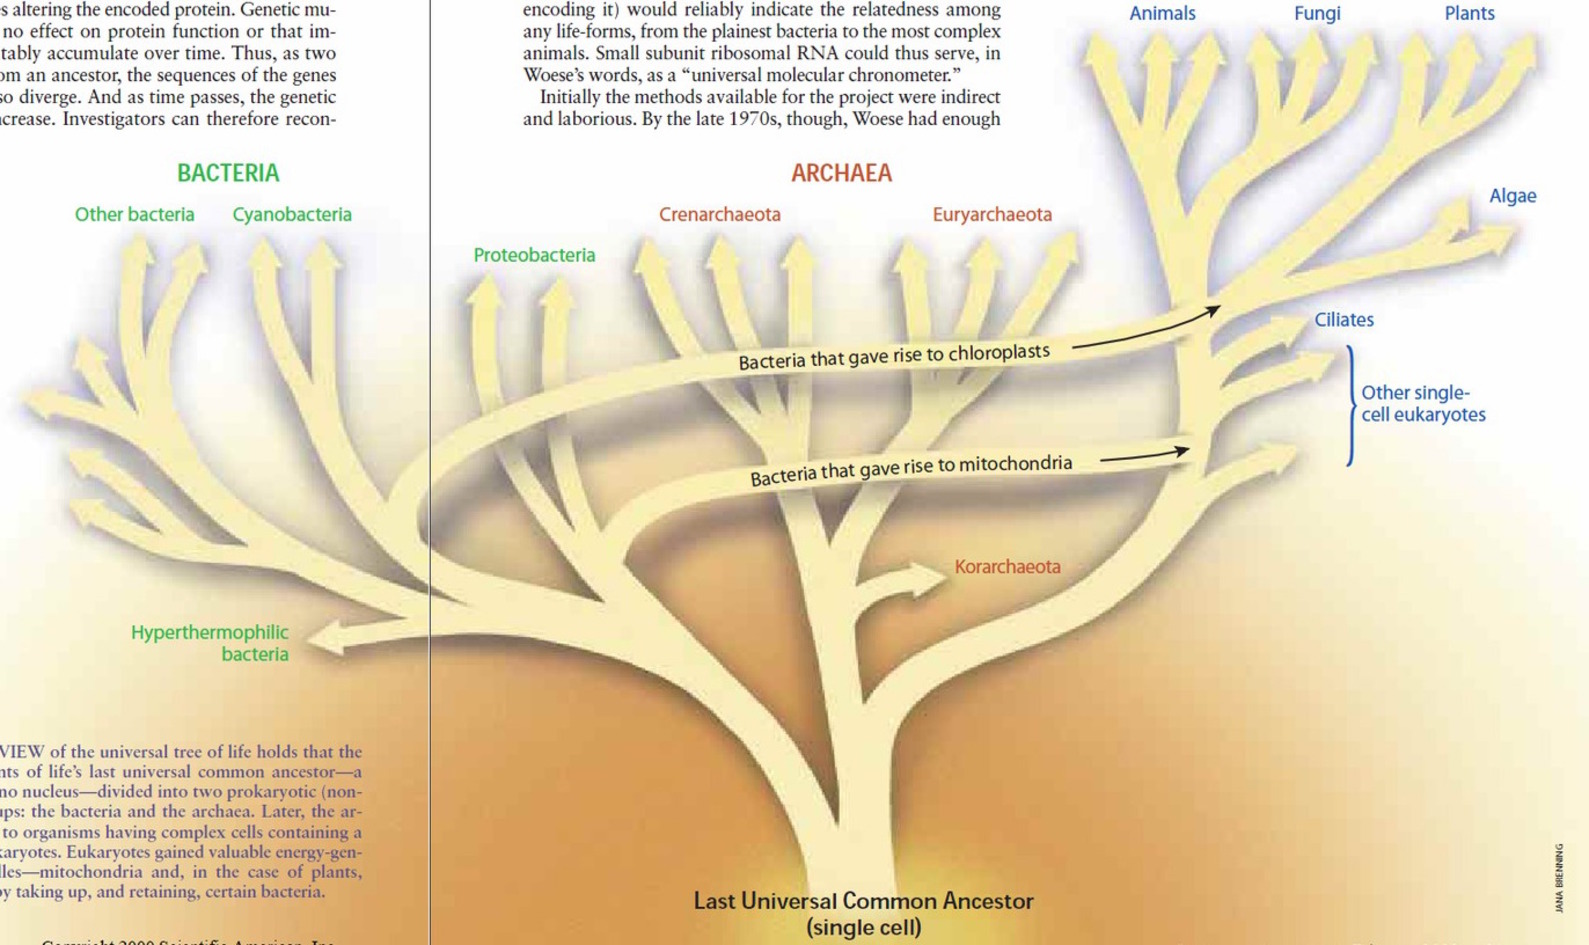 s altering the encoded protein. Genetic mu-
no effect on protein function or that im-
tably accumulate over time. Thus, as two
om an ancestor, the sequences of the genes
so diverge. And as time passes, the genetic
crease. Investigators can therefore recon-
encoding it) would reliably indicate the relatedness among
any life-forms, from the plainest bacteria to the most complex
animals. Small subunit ribosomal RNA could thus serve, in
Woese's words, as a “universal molecular chronometer.”
Initially the methods available for the project were indirect
and laborious. By the late 1970s, though, Woese had enough
Animals
Fungi
Plants
BACTERIA
ARCHAEA
Algae
Other bacteria
Cyanobacteria
Crenarchaeota
Euryarchaeota
Proteobacteria
Ciliates
Bacteria that gave rise to chloroplasts
Other single-
cell eukaryotes
Bacteria that gave rise to mitochondria
Korarchaeota
Hyperthermophilic
bacteria
VIEW of the universal tree of life holds that the
nts of life's last universal common ancestor—a
no nucleus—divided into two prokaryotic (non-
ups: the bacteria and the archaea. Later, the ar-
to organisms having complex cells containing a
karyotes. Eukaryotes gained valuable energy-gen-
lles—mitochondria and, in the case of plants,
by taking up, and retaining, certain bacteria.
Last Universal Common Ancestor
(single cell)
JANA BRENNING
Copyright 2000 Scientific American, Inc.